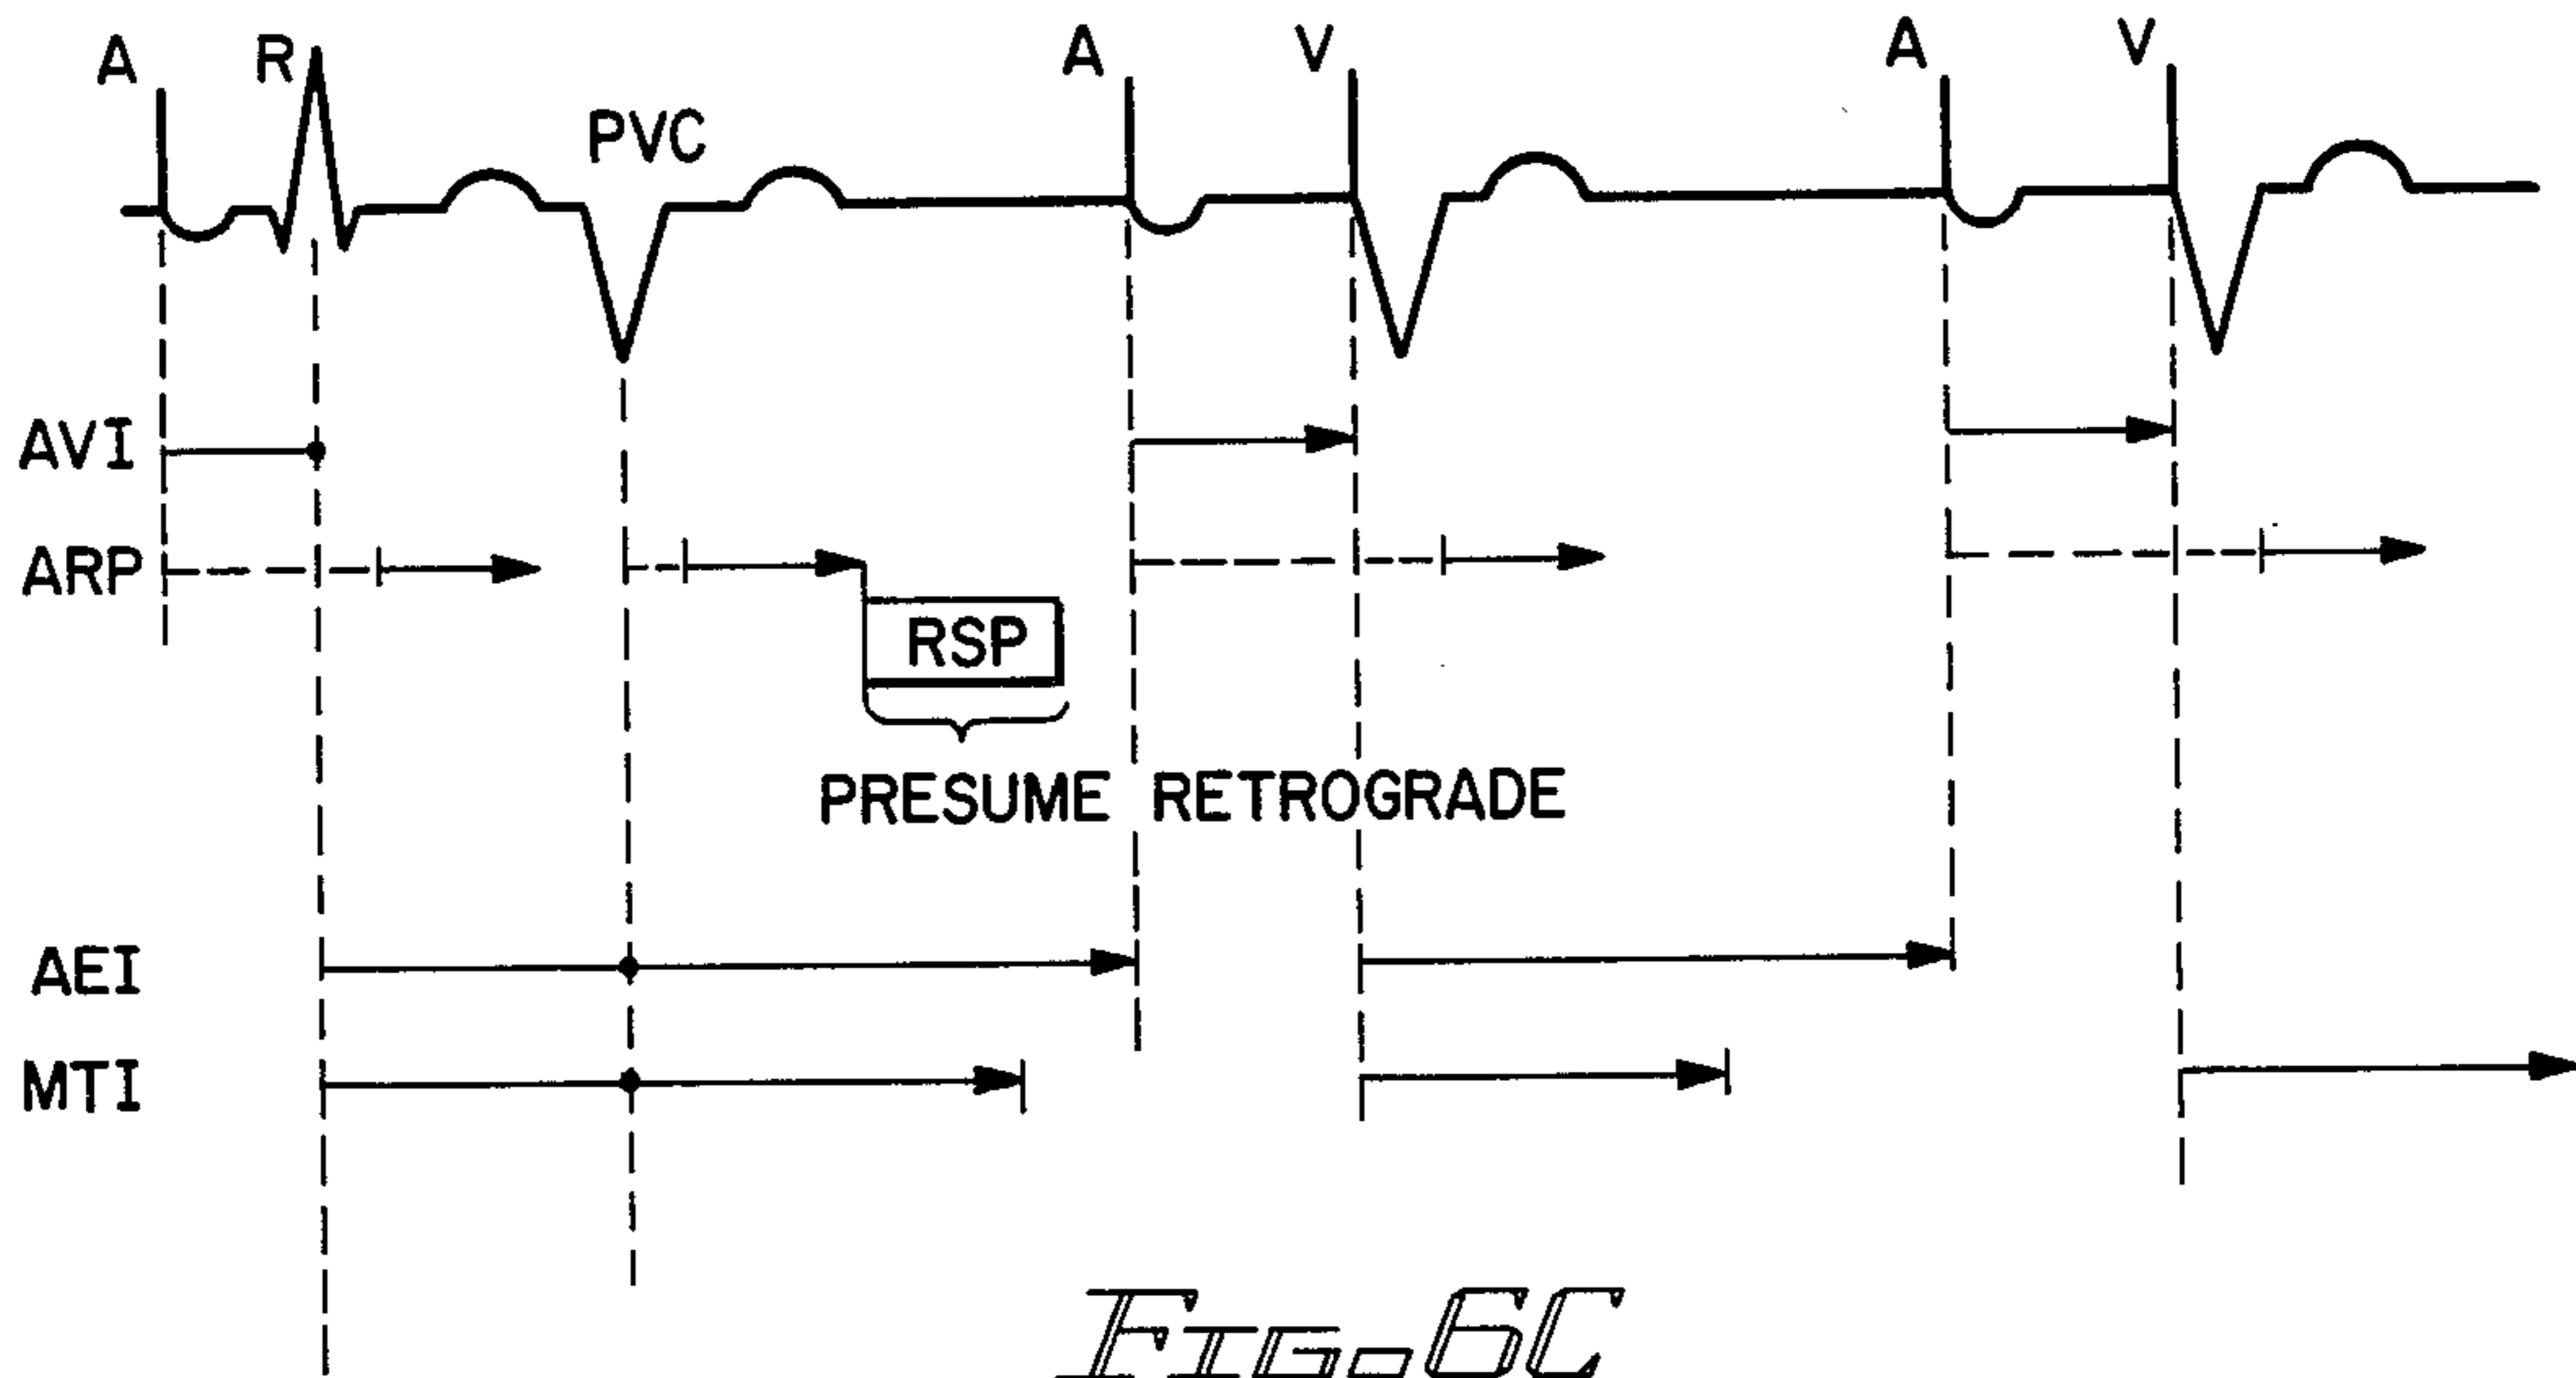 A R PVC A V A V
AVI
ARP
RSP
PRESUME RETROGRADE
AEI
MTI
FIG-6C